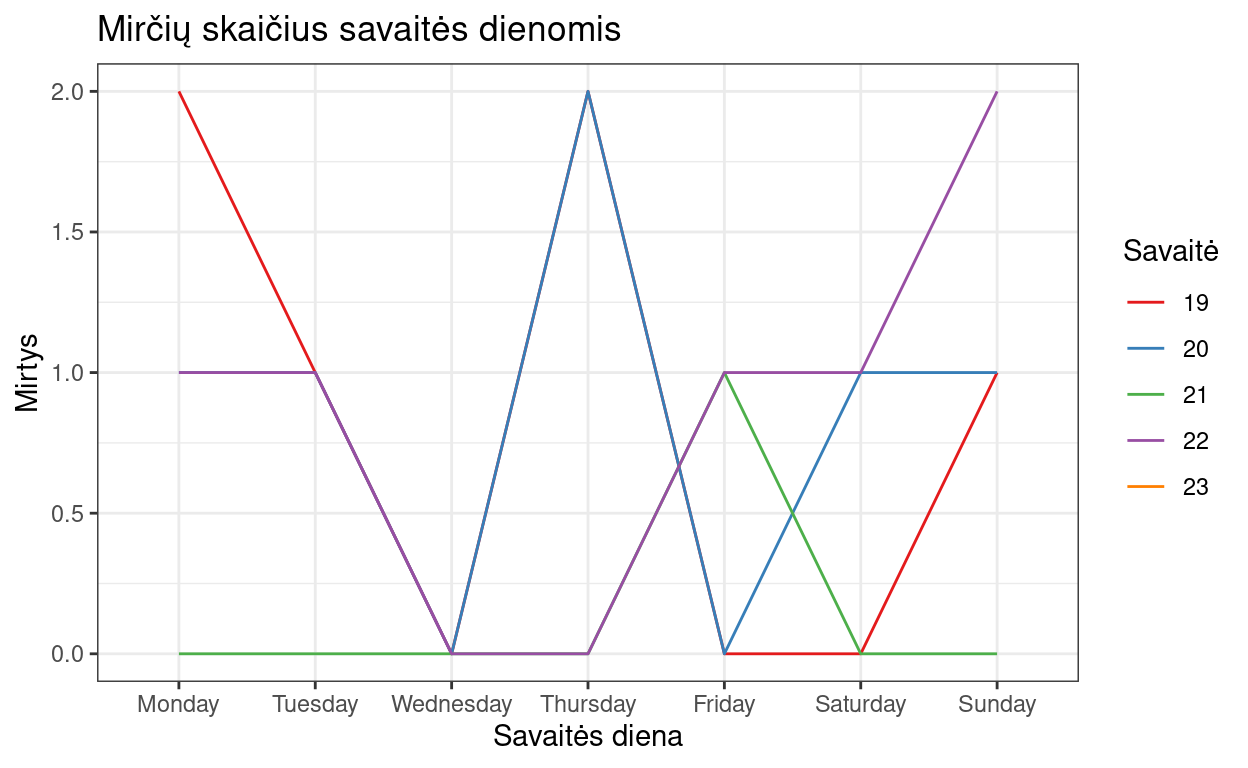 Mirčių skaičius savaitės dienomis
2.0
1.5
1.0
0.5
0.0
Mirtys
Monday Tuesday Wednesday Thursday Friday Saturday Sunday
Savaitės diena
Savaitė
19
20
21
22
23